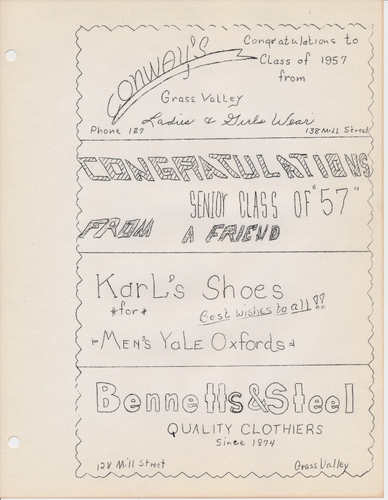 Conway's
Congratulations to
Class of 1957
from
Grass Valley
Ladies & Girls Wear
Phone 127 138 Mill Street
CONGRATULATIONS
SENIOR CLASS OF "57"
FROM A FRIEND
Karl's Shoes
*for* Best wishes to all!!
Men's Yale Oxfords
Bennetts & Steel
QUALITY CLOTHIERS
Since 1874
128 Mill Street Grass Valley